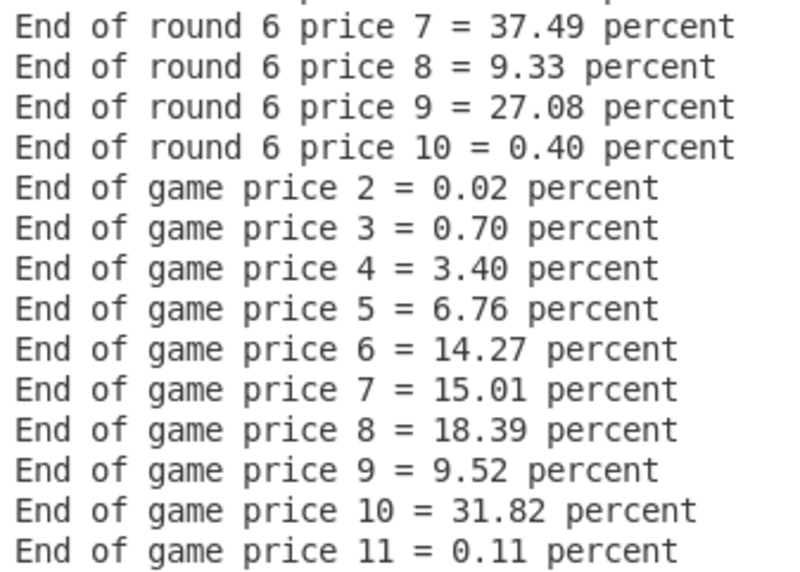 End of round 6 price 7 = 37.49 percent
End of round 6 price 8 = 9.33 percent
End of round 6 price 9 = 27.08 percent
End of round 6 price 10 = 0.40 percent
End of game price 2 = 0.02 percent
End of game price 3 = 0.70 percent
End of game price 4 = 3.40 percent
End of game price 5 = 6.76 percent
End of game price 6 = 14.27 percent
End of game price 7 = 15.01 percent
End of game price 8 = 18.39 percent
End of game price 9 = 9.52 percent
End of game price 10 = 31.82 percent
End of game price 11 = 0.11 percent